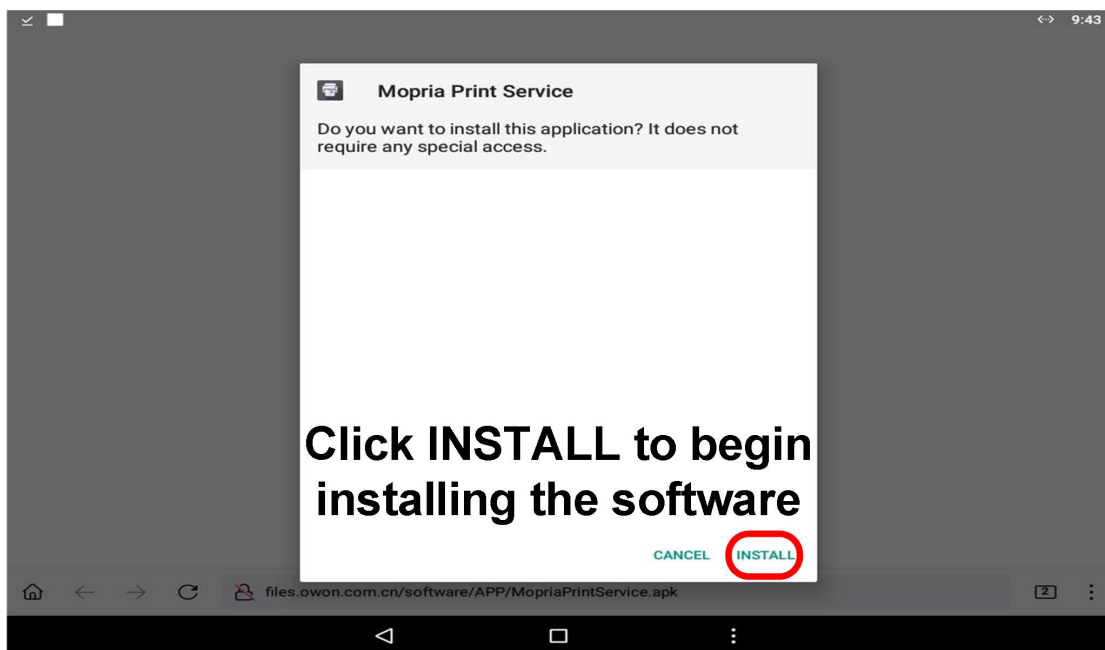 9:43
Mopria Print Service
Do you want to install this application? It does not
require any special access.
Click INSTALL to begin
installing the software
CANCEL INSTALL
files.owon.com.cn/software/APP/MopriaPrintService.apk
2